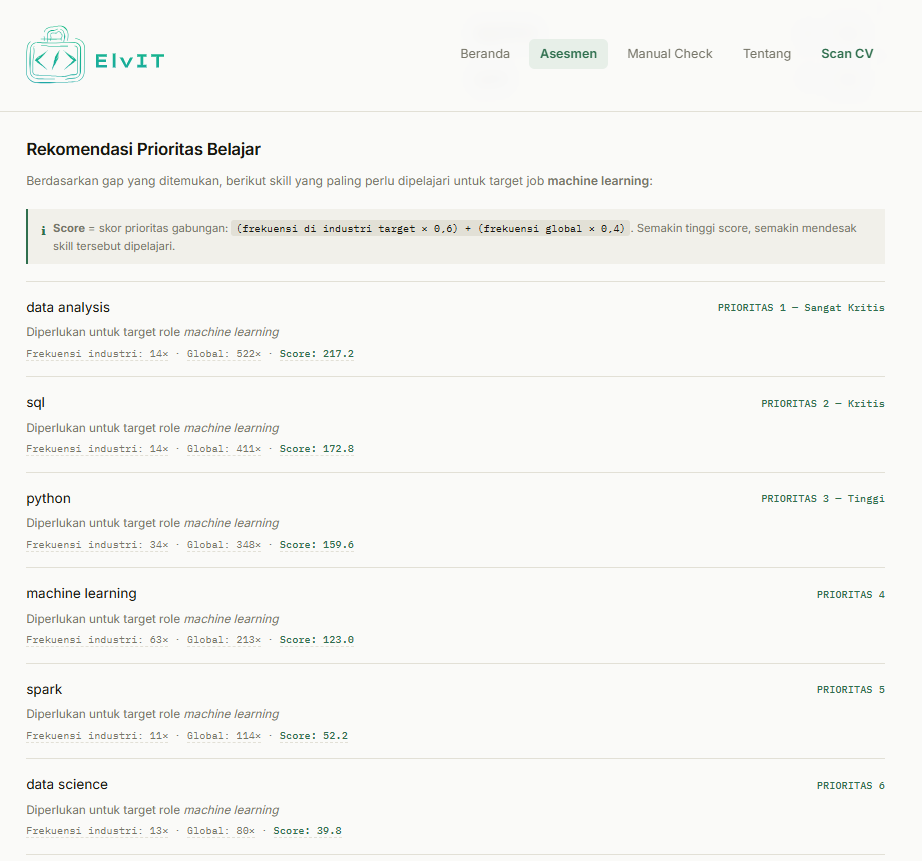 </> ElvIT
Beranda Asesmen Manual Check Tentang Scan CV
Rekomendasi Prioritas Belajar
Berdasarkan gap yang ditemukan, berikut skill yang paling perlu dipelajari untuk target job machine learning:
i Score = skor prioritas gabungan: (frekuensi di industri target × 0,6) + (frekuensi global × 0,4) . Semakin tinggi score, semakin mendesak
skill tersebut dipelajari.
data analysis PRIORITAS 1 — Sangat Kritis
Diperlukan untuk target role machine learning
Frekuensi industri: 14× · Global: 522× · Score: 217.2
sql PRIORITAS 2 — Kritis
Diperlukan untuk target role machine learning
Frekuensi industri: 14× · Global: 411× · Score: 172.8
python PRIORITAS 3 — Tinggi
Diperlukan untuk target role machine learning
Frekuensi industri: 34× · Global: 348× · Score: 159.6
machine learning PRIORITAS 4
Diperlukan untuk target role machine learning
Frekuensi industri: 63× · Global: 213× · Score: 123.0
spark PRIORITAS 5
Diperlukan untuk target role machine learning
Frekuensi industri: 11× · Global: 114× · Score: 52.2
data science PRIORITAS 6
Diperlukan untuk target role machine learning
Frekuensi industri: 13× · Global: 80× · Score: 39.8